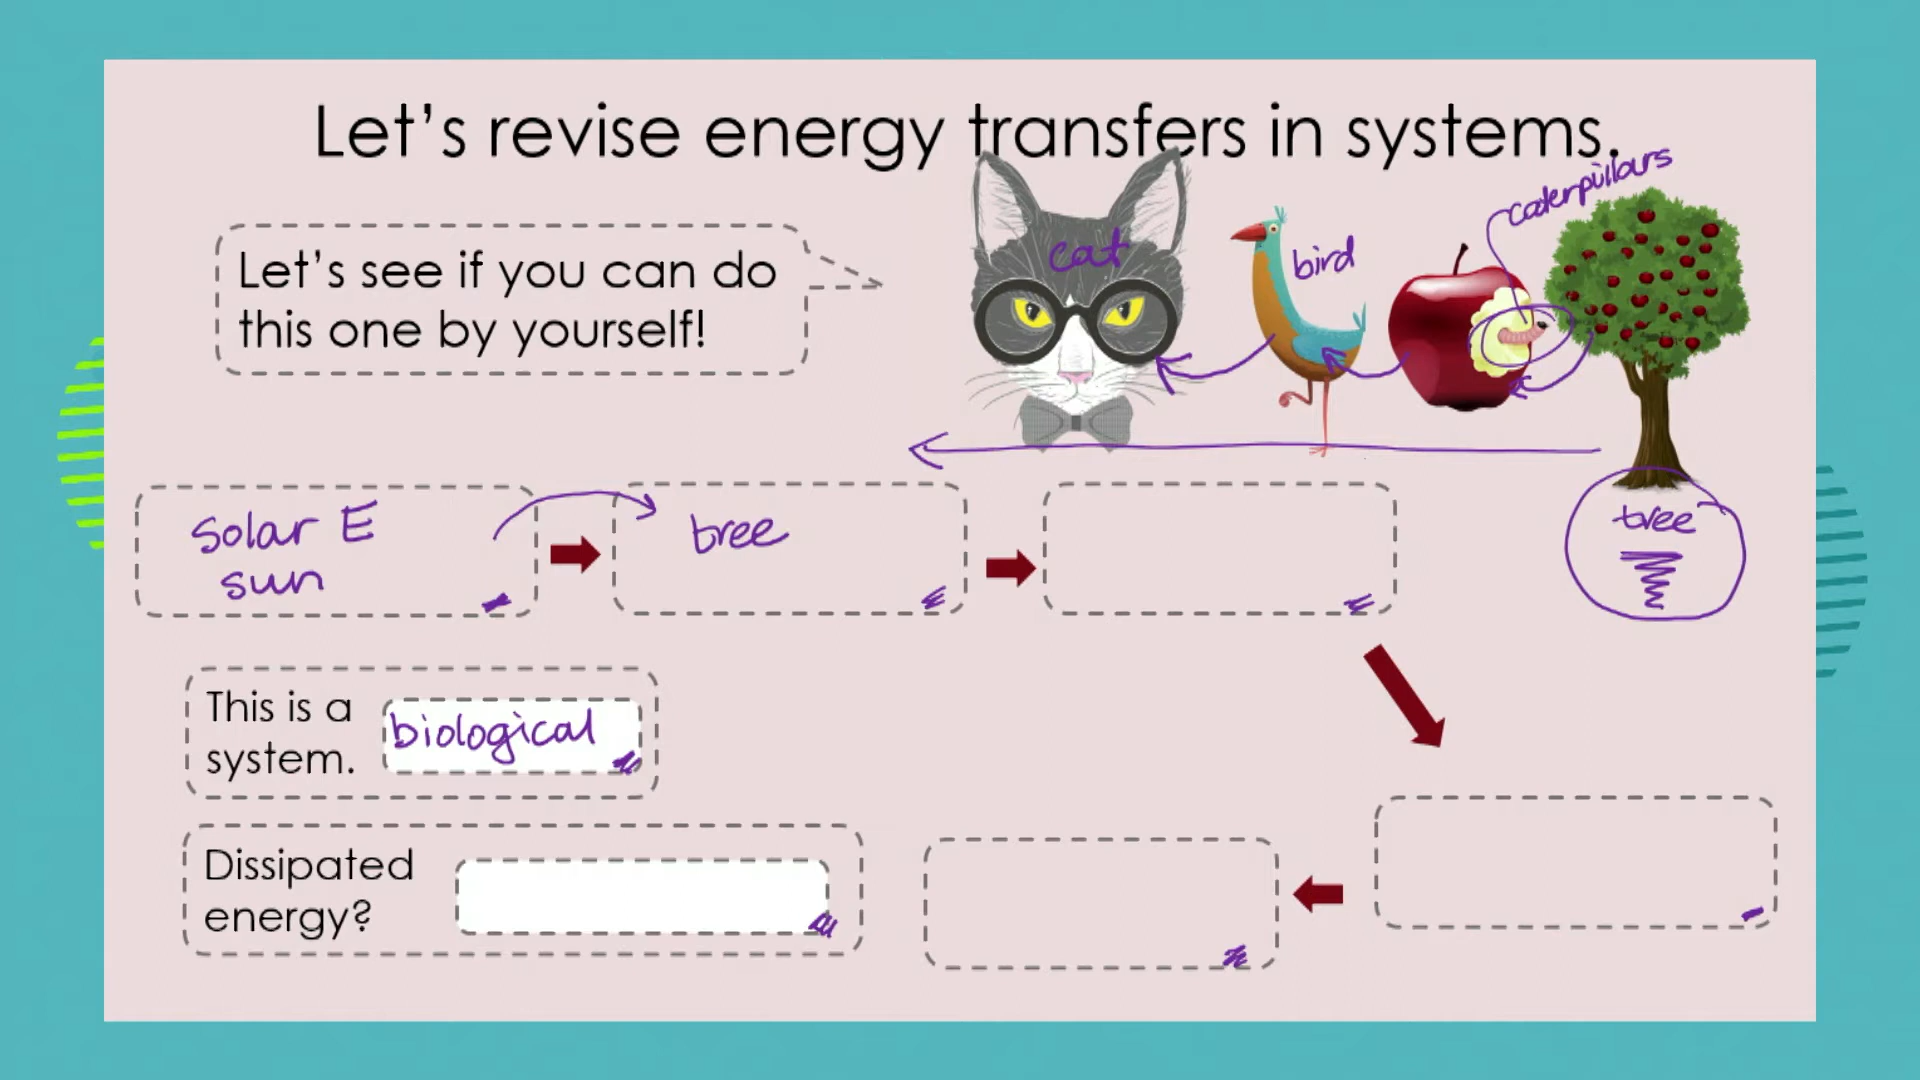 Let's revise energy transfers in systems.
caterpillars
Let's see if you can do
this one by yourself!
cat
bird
tree
Solar E
sun
tree
This is a
system.
biological
Dissipated
energy?